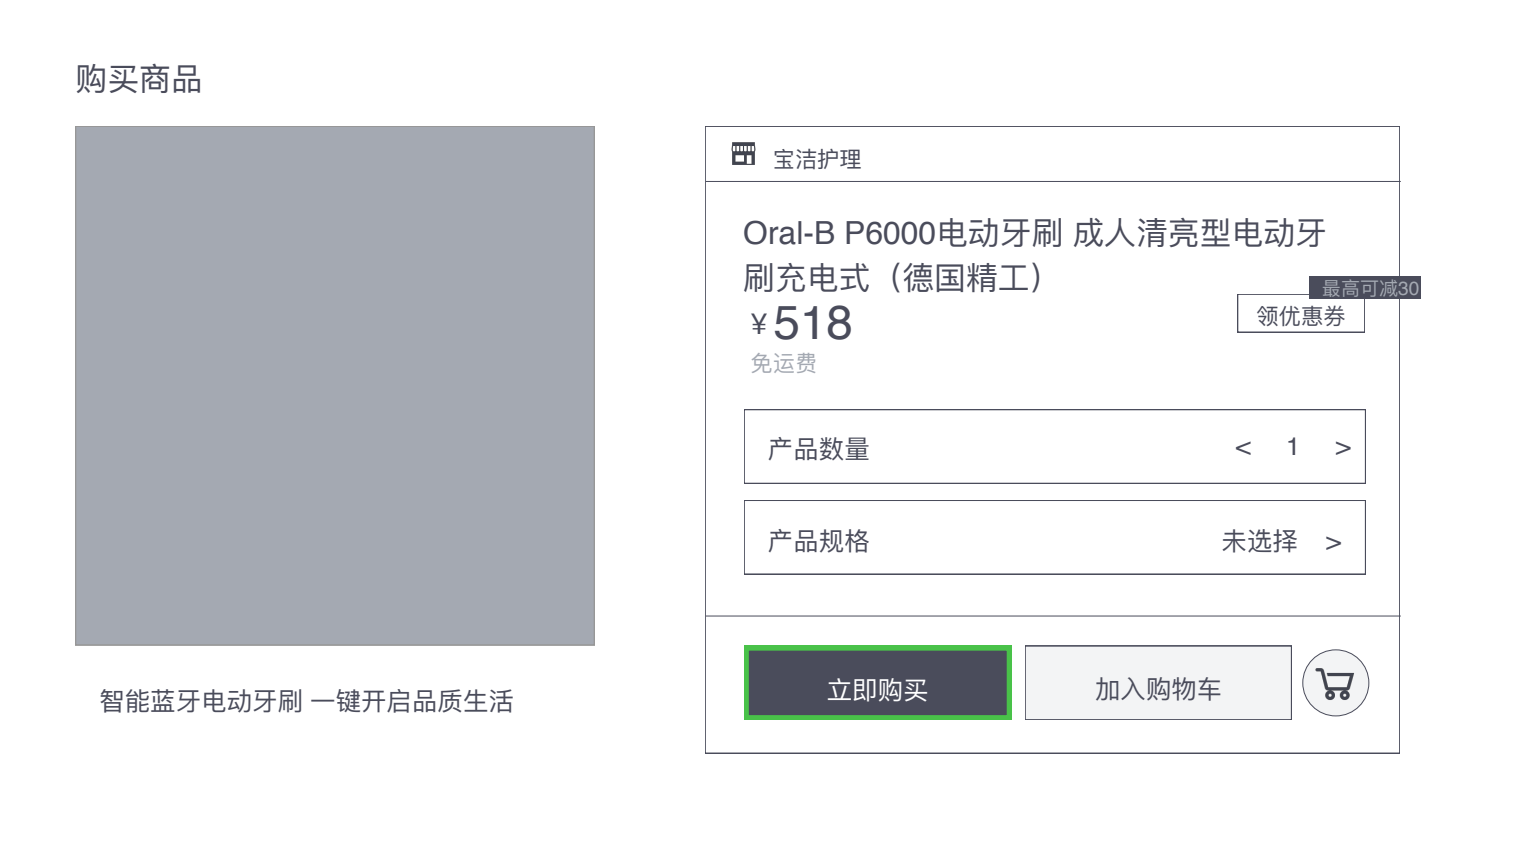 购买商品
宝洁护理
Oral-B P6000电动牙刷 成人清亮型电动牙
刷充电式（德国精工）
最高可减30
领优惠券
¥518
免运费
产品数量 < 1 >
产品规格 未选择 >
立即购买 加入购物车
智能蓝牙电动牙刷 一键开启品质生活